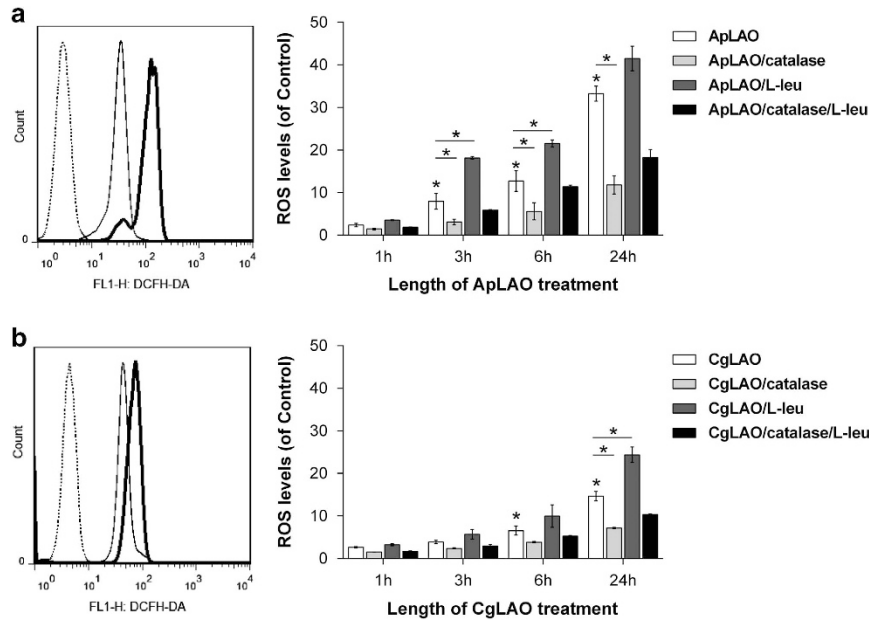 a
Count
0
10^0 10^1 10^2 10^3 10^4
FL1-H: DCFH-DA
ROS levels (of Control)
50
40
30
20
10
0
* * * * * * * * *
1h 3h 6h 24h
Length of ApLAO treatment
ApLAO
ApLAO/catalase
ApLAO/L-leu
ApLAO/catalase/L-leu
b
Count
0
10^0 10^1 10^2 10^3 10^4
FL1-H: DCFH-DA
ROS levels (of Control)
50
40
30
20
10
0
* * * *
1h 3h 6h 24h
Length of CgLAO treatment
CgLAO
CgLAO/catalase
CgLAO/L-leu
CgLAO/catalase/L-leu